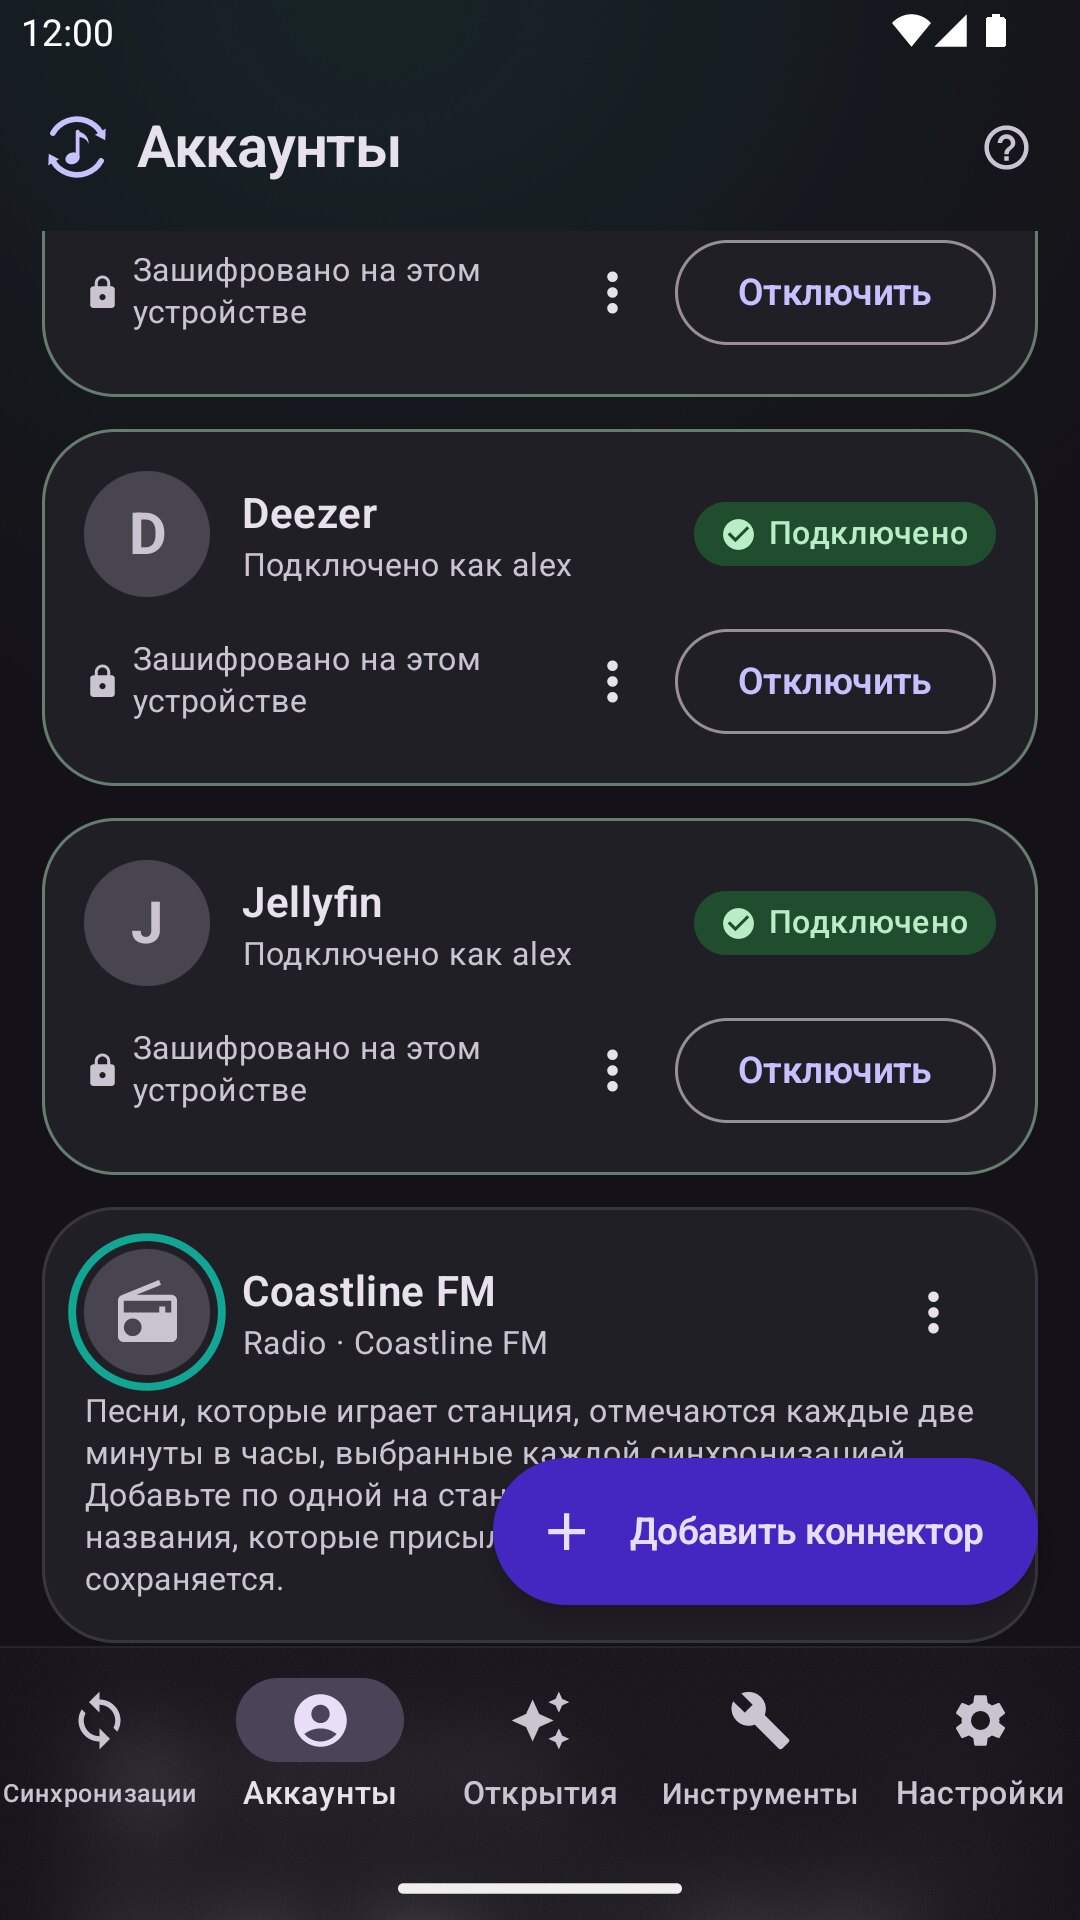 12:00
Аккаунты
Зашифровано на этом
устройстве
Отключить
D
Deezer
Подключено как alex
Подключено
Зашифровано на этом
устройстве
Отключить
J
Jellyfin
Подключено как alex
Подключено
Зашифровано на этом
устройстве
Отключить
Coastline FM
Radio · Coastline FM
Песни, которые играет станция, отмечаются каждые две
минуты в часы, выбранные каждой синхронизацией.
Добавьте по одной на
названия, которые
сохраняется.
Добавить коннектор
Синхронизации
Аккаунты
Открытия
Инструменты
Настройки